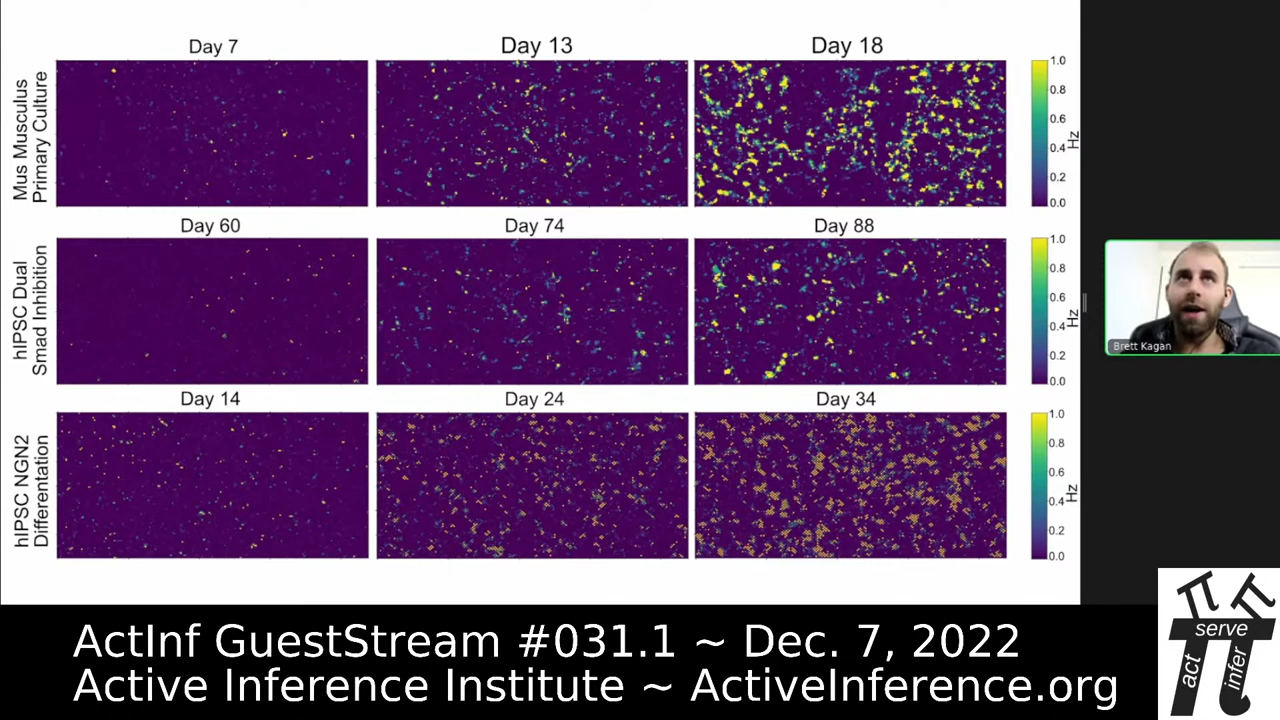 Day 7
Day 13
Day 18
Mus Musculus
Primary Culture
1.0
0.8
0.6
0.4
0.2
0.0
Hz
Day 60
Day 74
Day 88
hIPSC Dual
Smad Inhibition
1.0
0.8
0.6
0.4
0.2
0.0
Hz
Day 14
Day 24
Day 34
hIPSC NGN2
Differentation
1.0
0.8
0.6
0.4
0.2
0.0
Hz
Brett Kagan
ActInf GuestStream #031.1 ~ Dec. 7, 2022
Active Inference Institute ~ ActiveInference.org
π π
serve
act
infer